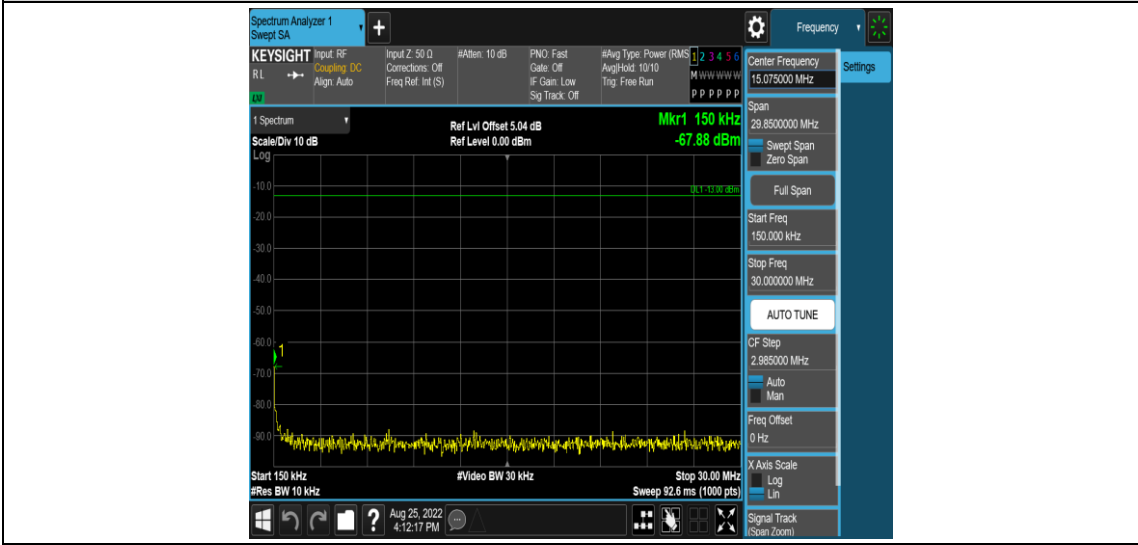 Spectrum Analyzer 1
Swept SA
+
Frequency
KEYSIGHT
RL
LXI
Input: RF
Coupling: DC
Align: Auto
Input Z: 50 Ω
Corrections: Off
Freq Ref: Int (S)
#Atten: 10 dB
PNO: Fast
Gate: Off
IF Gain: Low
Sig Track: Off
#Avg Type: Power (RMS
Avg|Hold: 10/10
Trig: Free Run
1 2 3 4 5 6
M W W W W W
P P P P P P
1 Spectrum
Scale/Div 10 dB
Ref Lvl Offset 5.04 dB
Ref Level 0.00 dBm
Mkr1 150 kHz
-67.88 dBm
Log
DL1 -13.00 dBm
-10.0
-20.0
-30.0
-40.0
-50.0
-60.0
1
-70.0
-80.0
-90.0
Start 150 kHz
#Video BW 30 kHz
Stop 30.00 MHz
#Res BW 10 kHz
Sweep 92.6 ms (1000 pts)
?
Aug 25, 2022
4:12:17 PM
Center Frequency
15.075000 MHz
Settings
Span
29.8500000 MHz
Swept Span
Zero Span
Full Span
Start Freq
150.000 kHz
Stop Freq
30.000000 MHz
AUTO TUNE
CF Step
2.985000 MHz
Auto
Man
Freq Offset
0 Hz
X Axis Scale
Log
Lin
Signal Track
(Span Zoom)